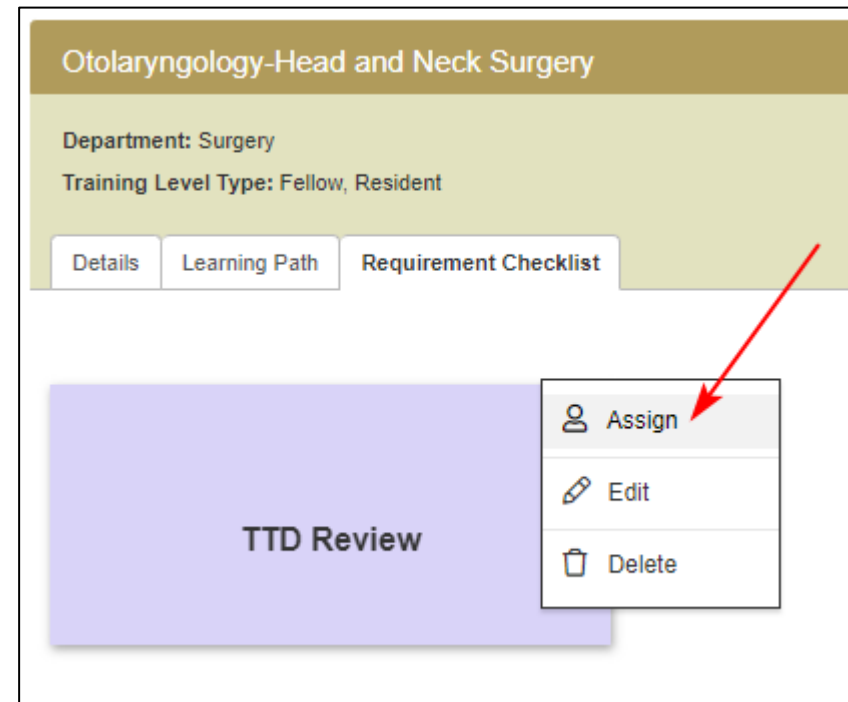 Otolaryngology-Head and Neck Surgery
Department: Surgery
Training Level Type: Fellow, Resident
Details Learning Path Requirement Checklist
Assign
Edit
TTD Review
Delete